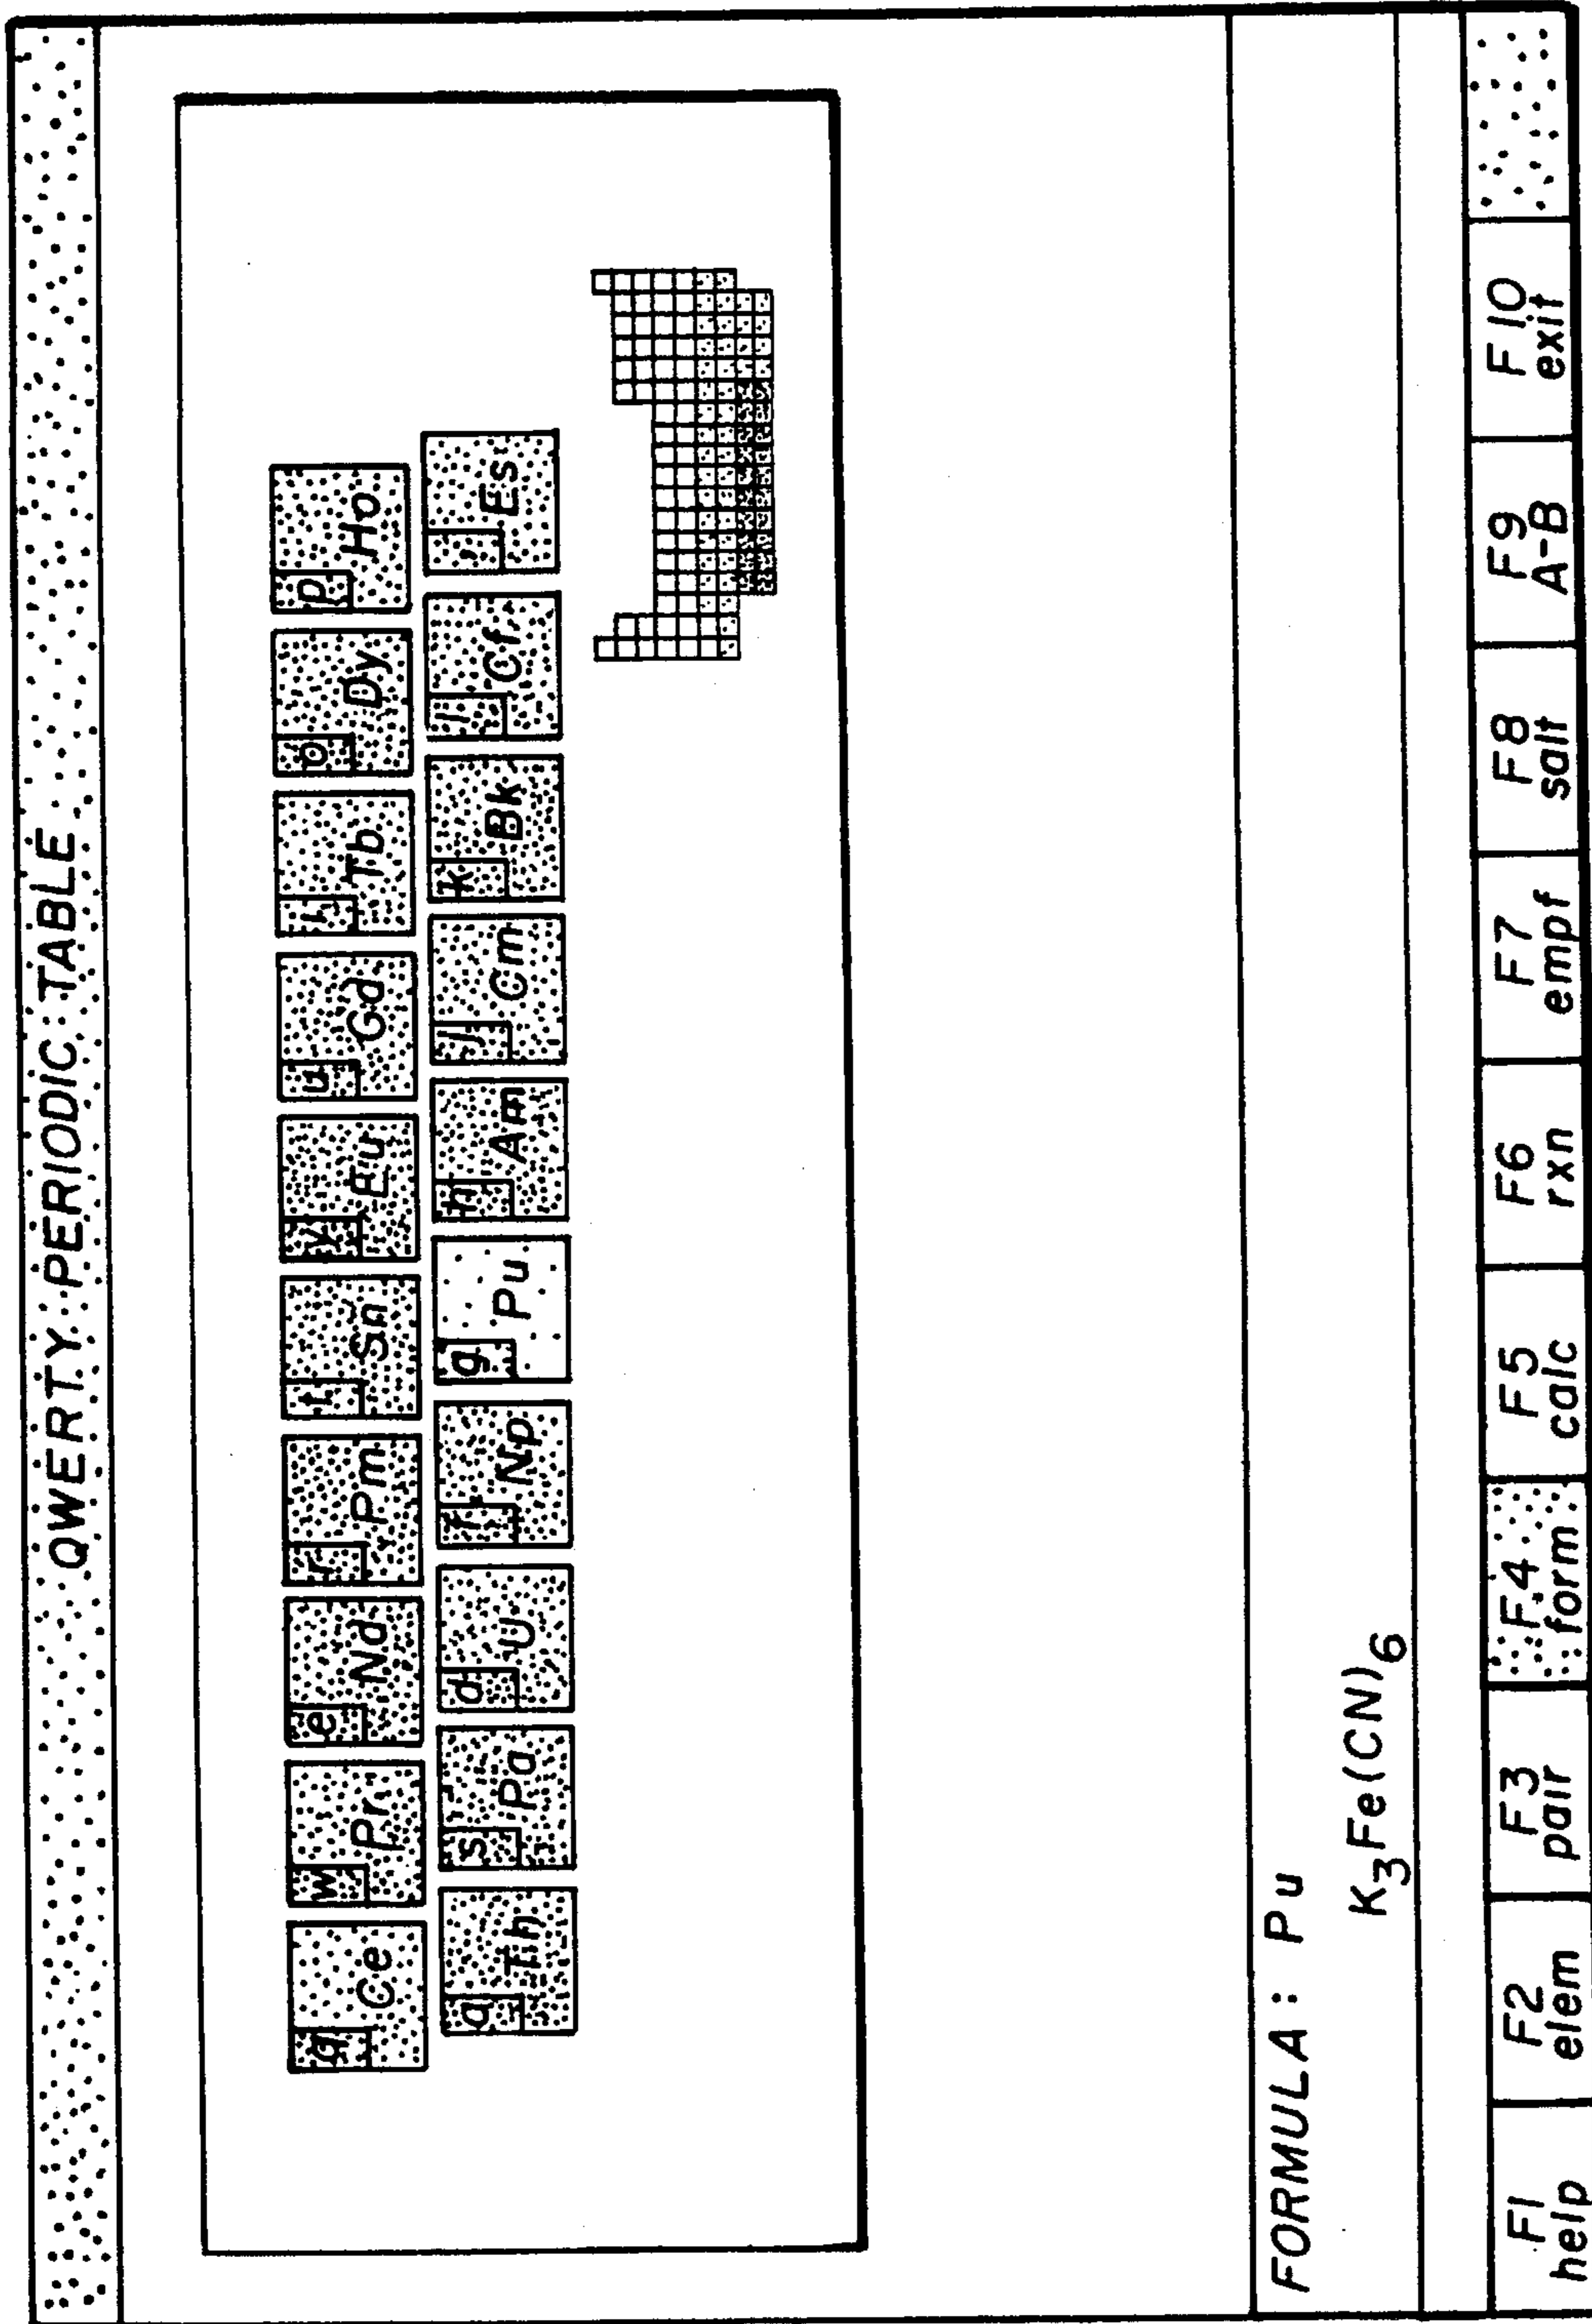 QWERTY PERIODIC TABLE
q w e r t y u i o p
Ce Pr Nd Pm Sn Eu Gd Tb Dy Ho
a s d f g h j k l ,
Th Pa U Np Pu Am Cm Bk Cf Es
FORMULA: Pu
K₃Fe(CN)₆
F1 F2 F3 F4 F5 F6 F7 F8 F9 F10
help elem pair form calc rxn empf salt A-B exit